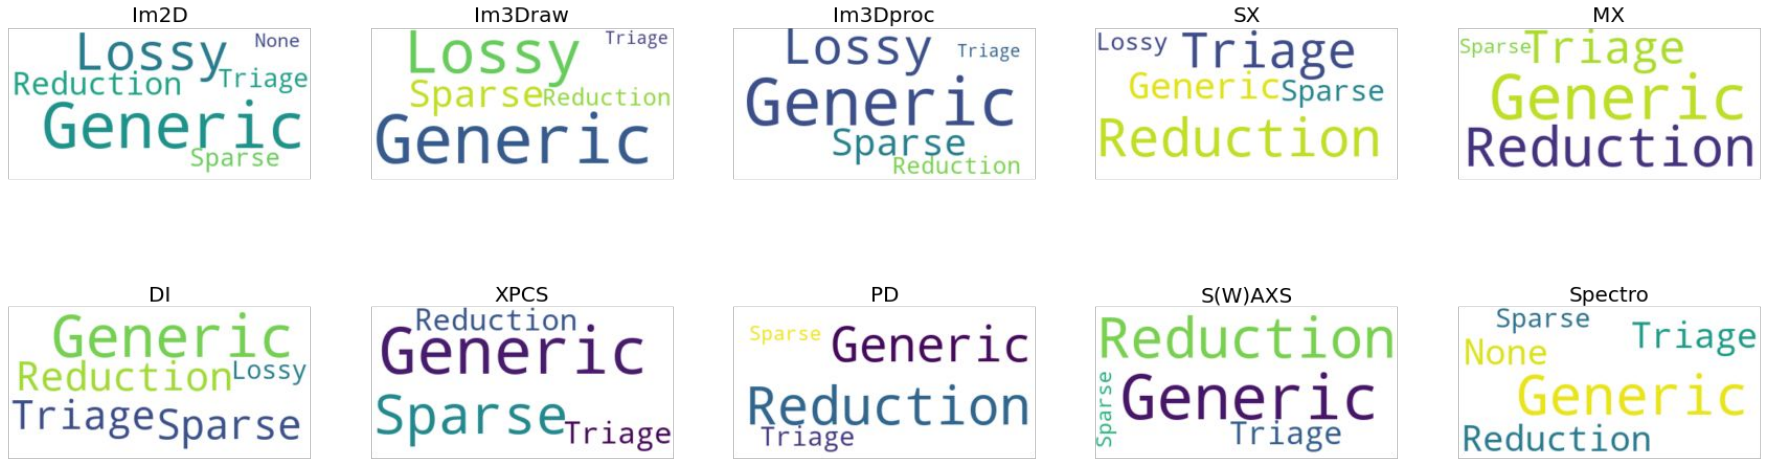 Im2D
Lossy None
Reduction Triage
Generic
Sparse
Im3Draw
Lossy Triage
Sparse Reduction
Generic
Im3Dproc
Lossy Triage
Generic
Sparse
Reduction
SX
Lossy Triage
Generic Sparse
Reduction
MX
Sparse Triage
Generic
Reduction
DI
Generic
Reduction Lossy
Triage Sparse
XPCS
Reduction
Generic
Sparse Triage
PD
Sparse Generic
Reduction
Triage
S(W)AXS
Reduction
Sparse Generic
Triage
Spectro
Sparse Triage
None
Generic
Reduction